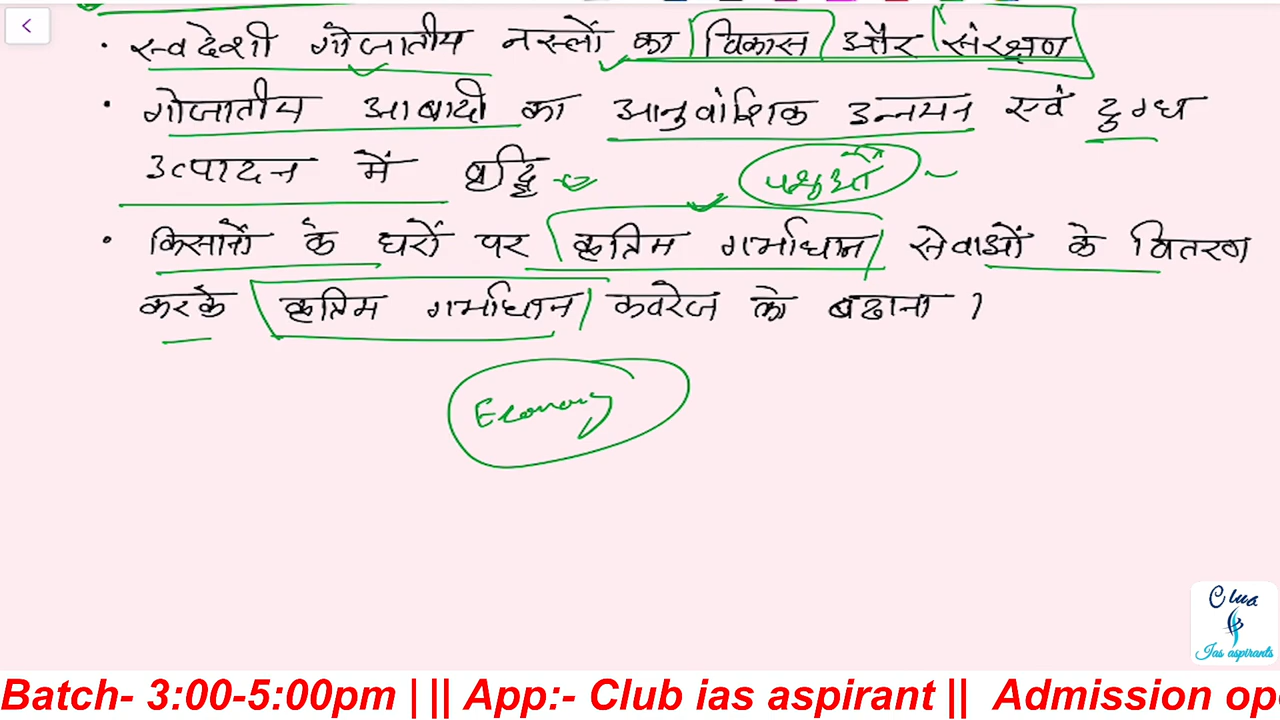 • स्वदेशी गोजातीय नस्लों का विकास और संरक्षण
• गोजातीय आबादी का आनुवांशिक उन्नयन एवं दुग्ध
उत्पादन में वृद्धि
पशुओं
• किसानों के घरों पर कृत्रिम गर्भाधान सेवाओं के वितरण
करके कृत्रिम गर्भाधान कवरेज को बढाना।
Economy
Club
Ias aspirants
Batch- 3:00-5:00pm | || App:- Club ias aspirant || Admission op